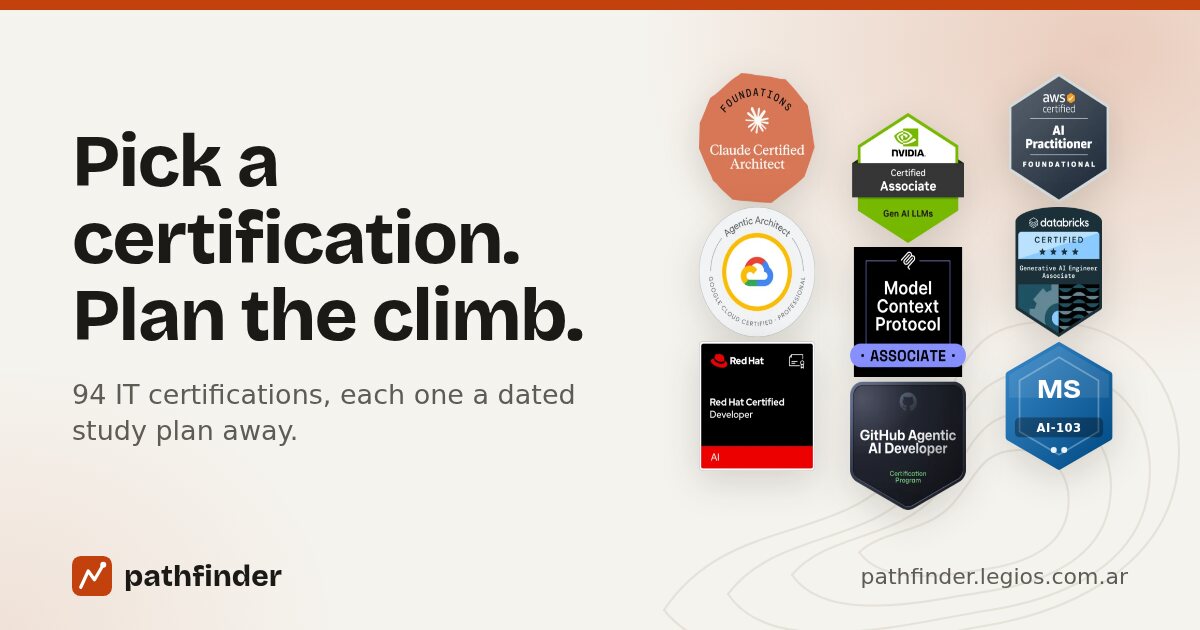 Pick a
certification.
Plan the climb.
94 IT certifications, each one a dated
study plan away.
pathfinder
FOUNDATIONS
Claude Certified
Architect
Agentic Architect
GOOGLE CLOUD CERTIFIED · PROFESSIONAL
Red Hat
Red Hat Certified
Developer
AI
NVIDIA
Certified
Associate
Gen AI LLMs
Model
Context
Protocol
· ASSOCIATE ·
GitHub Agentic
AI Developer
Certification
Program
aws
certified
AI
Practitioner
FOUNDATIONAL
databricks
CERTIFIED
Generative AI Engineer
Associate
MS
AI-103
pathfinder.legios.com.ar